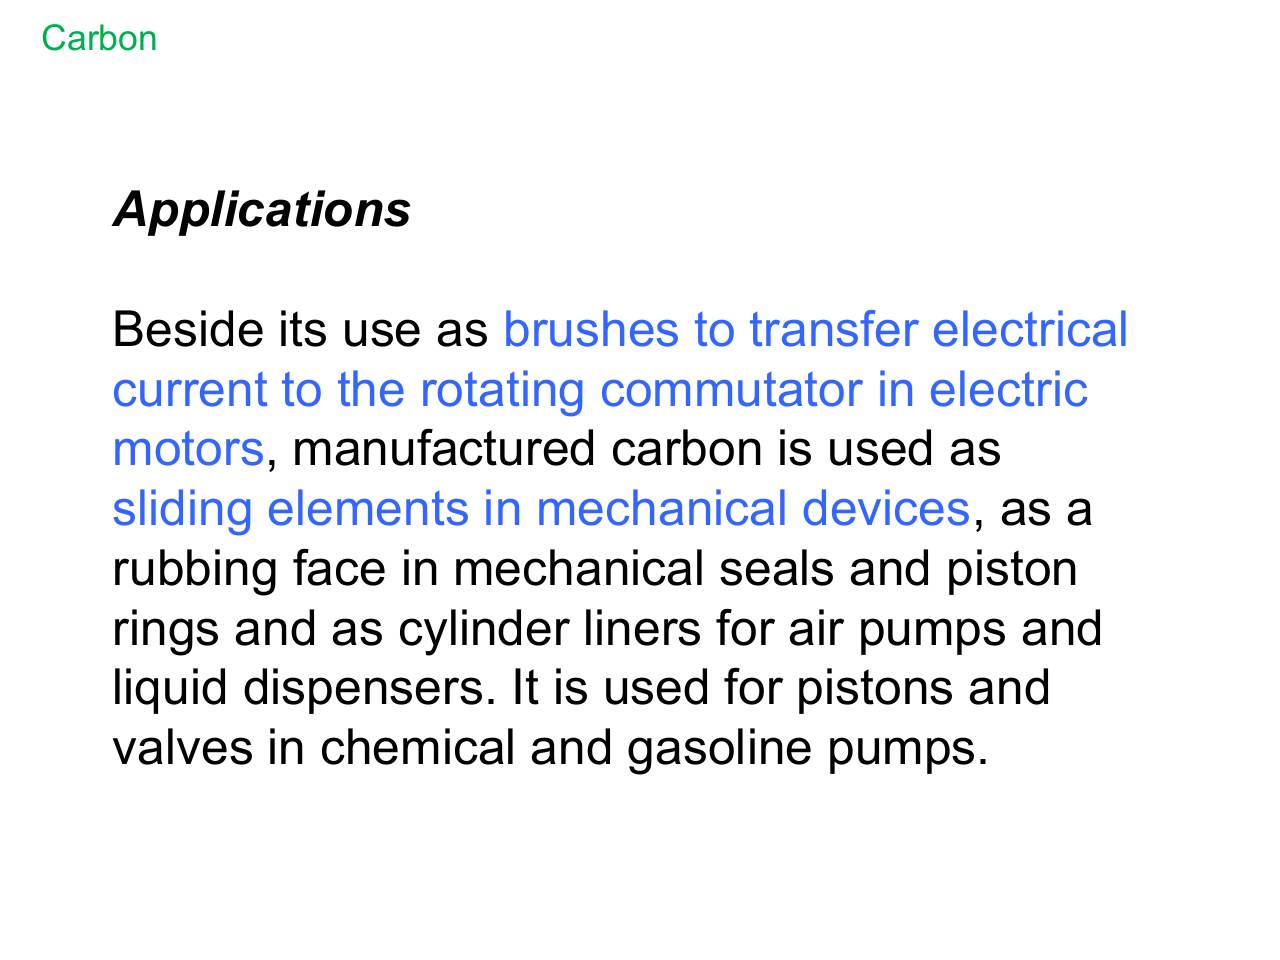 Carbon
Applications
Beside its use as brushes to transfer electrical
current to the rotating commutator in electric
motors, manufactured carbon is used as
sliding elements in mechanical devices, as a
rubbing face in mechanical seals and piston
rings and as cylinder liners for air pumps and
liquid dispensers. It is used for pistons and
valves in chemical and gasoline pumps.